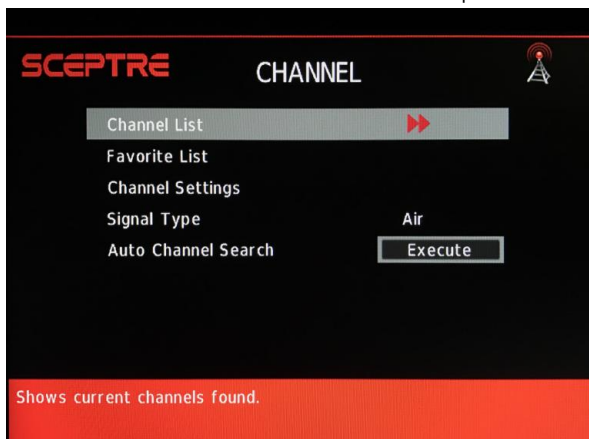 SCEPTRE
CHANNEL
Channel List
Favorite List
Channel Settings
Signal Type Air
Auto Channel Search Execute
Shows current channels found.